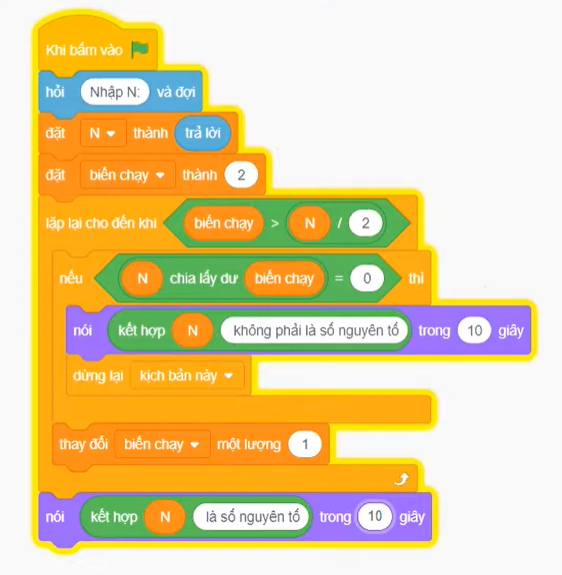 Khi bấm vào
hỏi Nhập N: và đợi
đặt N thành trả lời
đặt biến chạy thành 2
lặp lại cho đến khi biến chạy > N / 2
nếu N chia lấy dư biến chạy = 0 thì
nói kết hợp N không phải là số nguyên tố trong 10 giây
dừng lại kịch bản này
thay đổi biến chạy một lượng 1
nói kết hợp N là số nguyên tố trong 10 giây